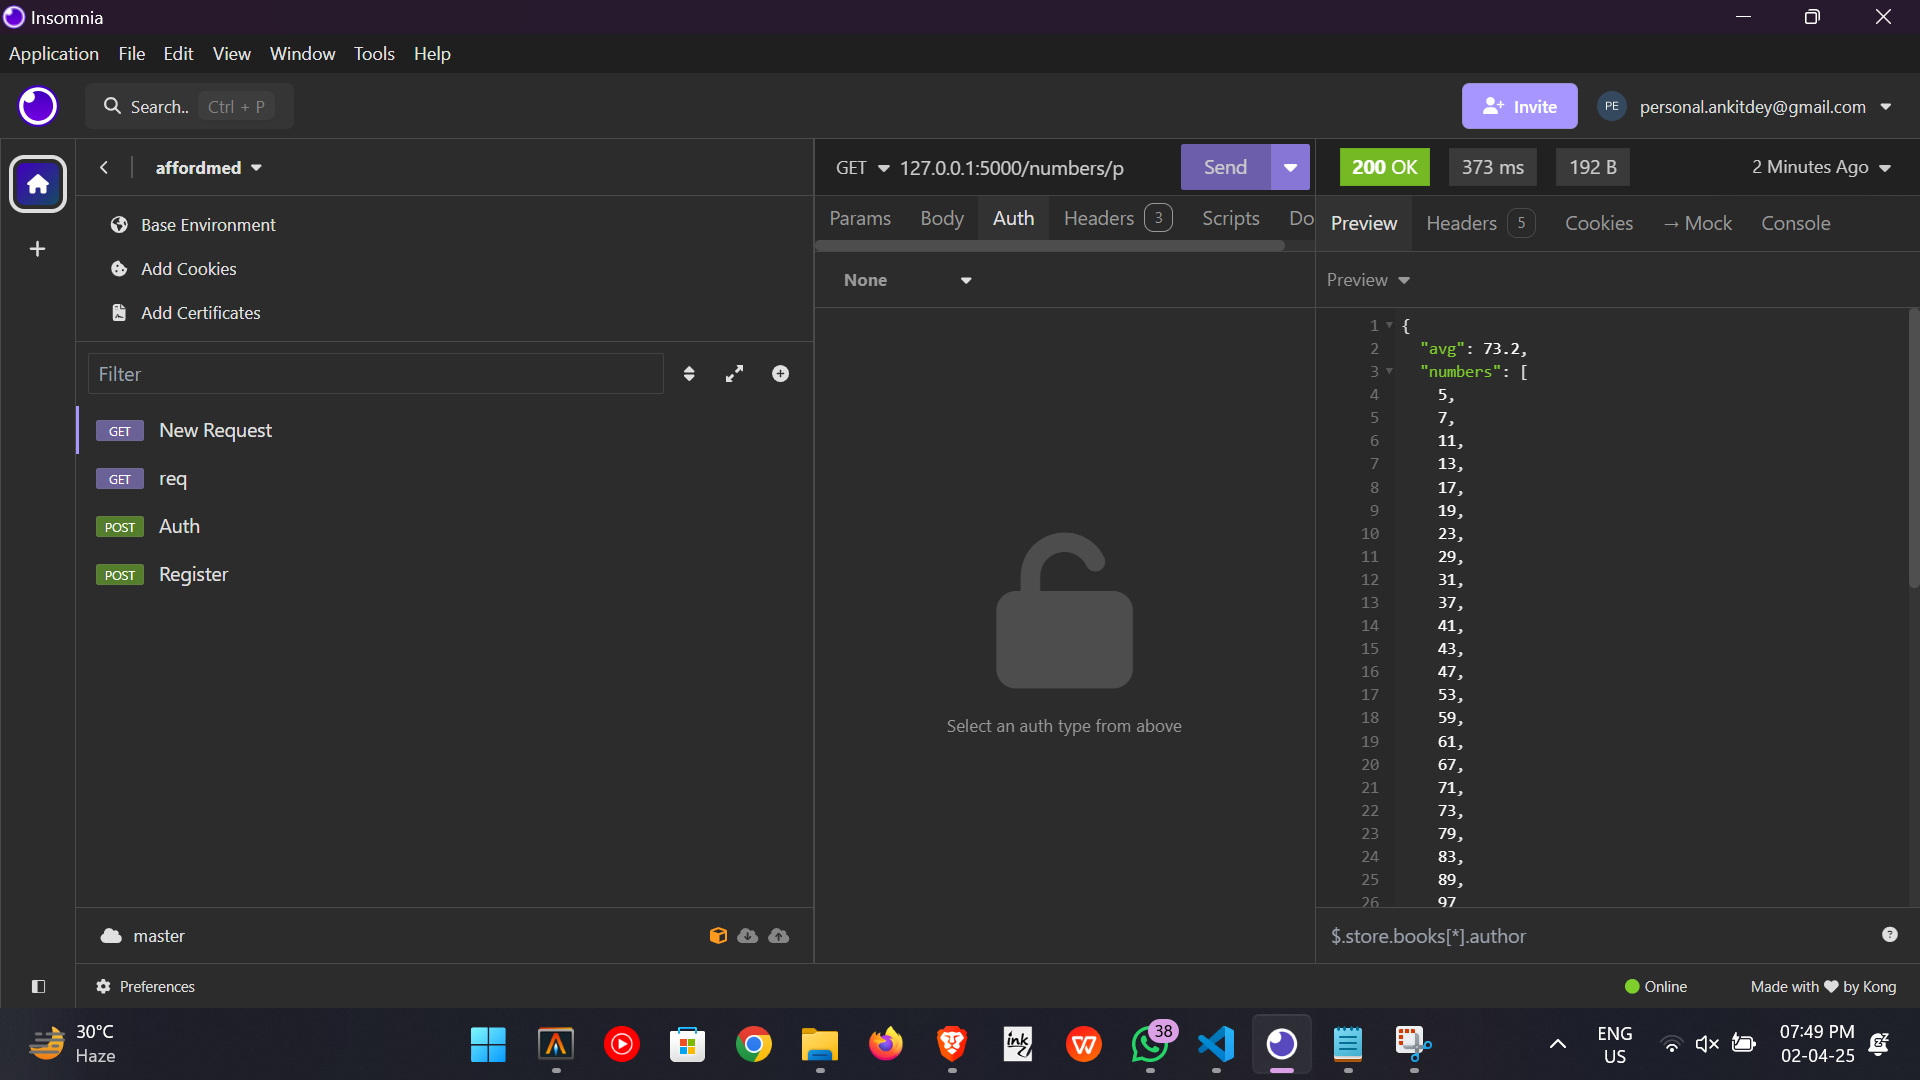 Insomnia
Application File Edit View Window Tools Help
Search.. Ctrl + P
Invite
PE personal.ankitdey@gmail.com
affordmed
Base Environment
Add Cookies
Add Certificates
Filter
GET New Request
GET req
POST Auth
POST Register
master
Preferences
GET 127.0.0.1:5000/numbers/p Send
Params Body Auth Headers 3 Scripts Do
None
Select an auth type from above
200 OK 373 ms 192 B 2 Minutes Ago
Preview Headers 5 Cookies → Mock Console
Preview
1 {
2 "avg": 73.2,
3 "numbers": [
4 5,
5 7,
6 11,
7 13,
8 17,
9 19,
10 23,
11 29,
12 31,
13 37,
14 41,
15 43,
16 47,
17 53,
18 59,
19 61,
20 67,
21 71,
22 73,
23 79,
24 83,
25 89,
26 97
$.store.books[*].author
Online Made with ❤ by Kong
30°C
Haze
ink
38
ENG
US
07:49 PM
02-04-25